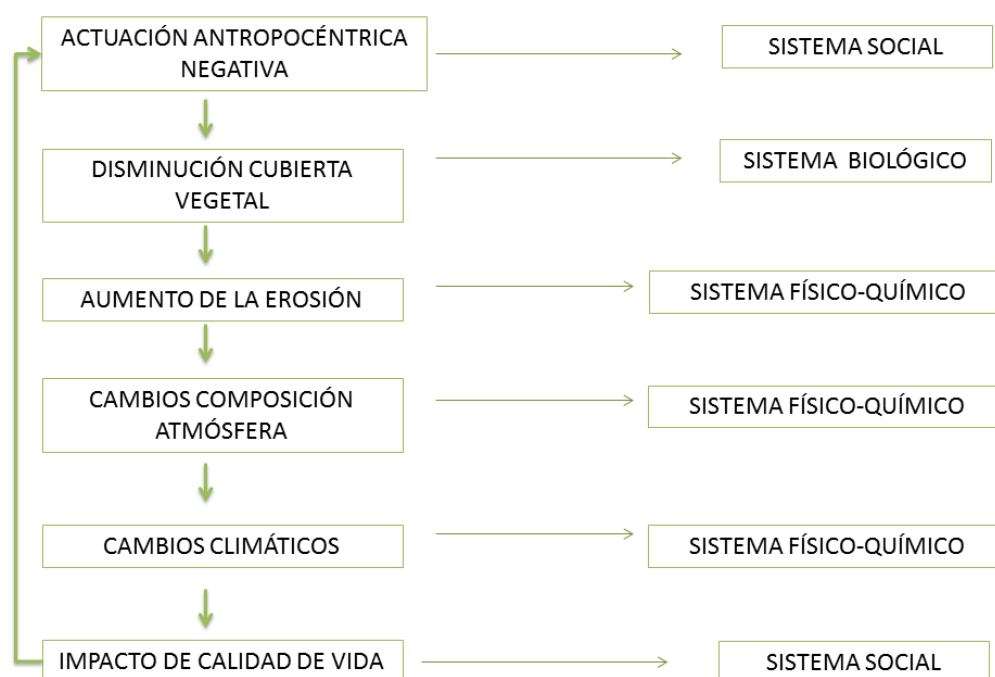 ACTUACIÓN ANTROPOCÉNTRICA
NEGATIVA
SISTEMA SOCIAL
DISMINUCIÓN CUBIERTA
VEGETAL
SISTEMA BIOLÓGICO
AUMENTO DE LA EROSIÓN
SISTEMA FÍSICO-QUÍMICO
CAMBIOS COMPOSICIÓN
ATMÓSFERA
SISTEMA FÍSICO-QUÍMICO
CAMBIOS CLIMÁTICOS
SISTEMA FÍSICO-QUÍMICO
IMPACTO DE CALIDAD DE VIDA
SISTEMA SOCIAL